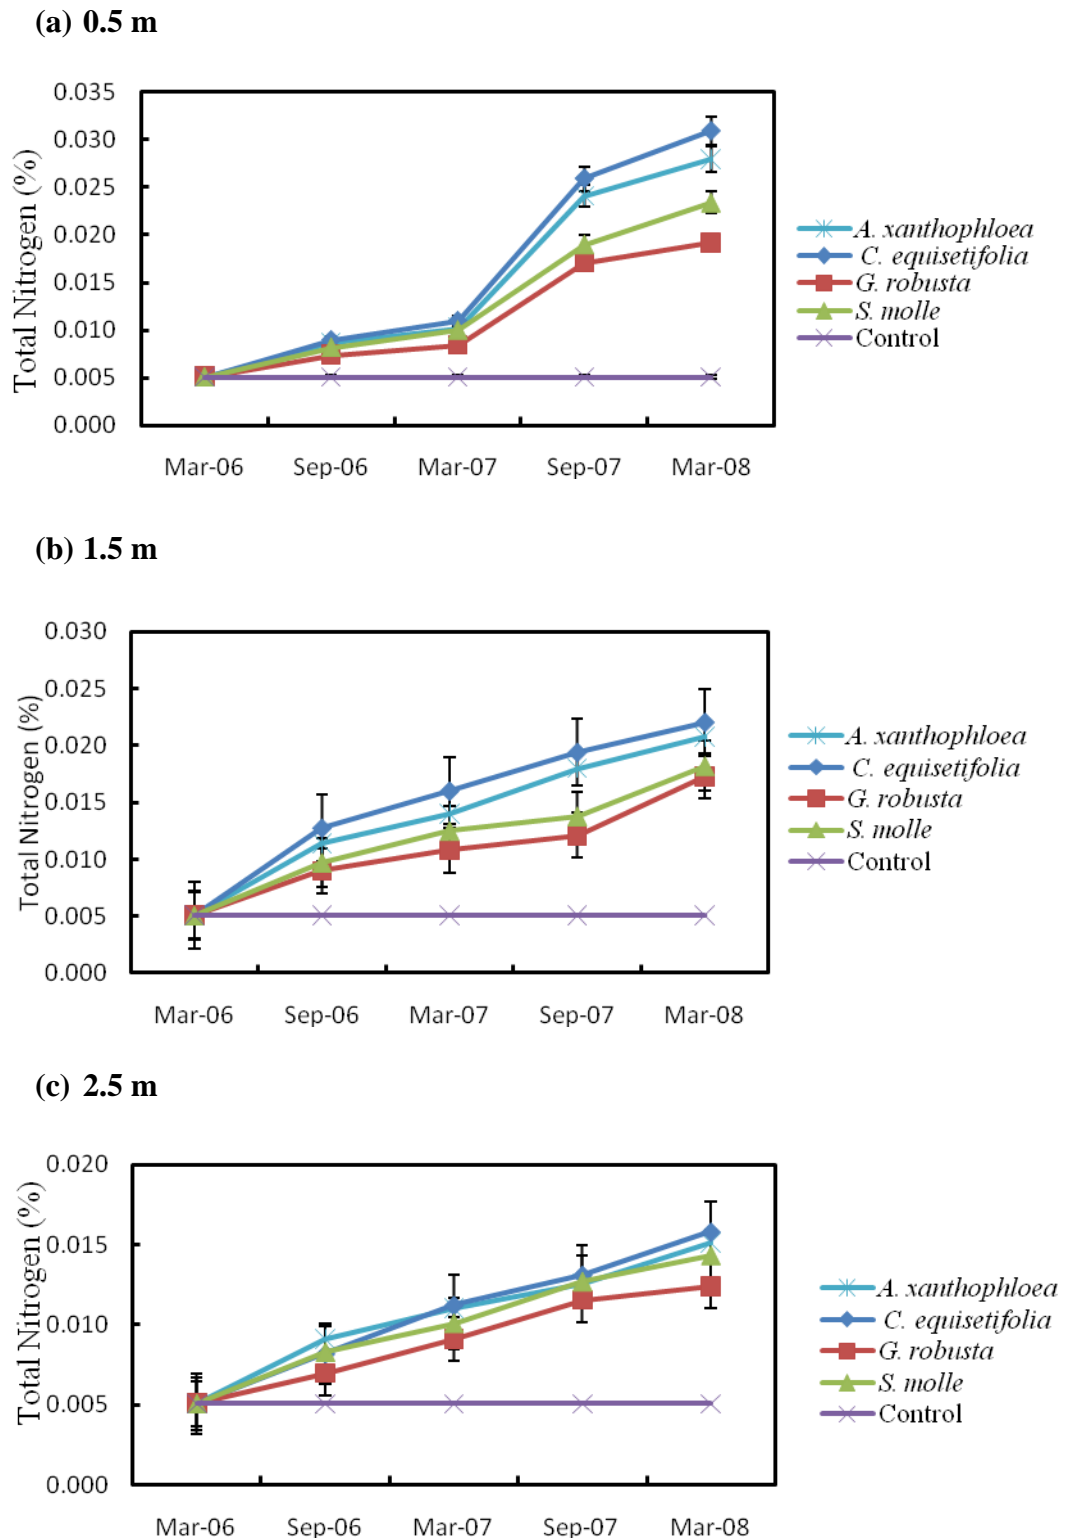 (a) 0.5 m
Total Nitrogen (%)
0.035
0.030
0.025
0.020
0.015
0.010
0.005
0.000
Mar-06 Sep-06 Mar-07 Sep-07 Mar-08
A. xanthophloea
C. equisetifolia
G. robusta
S. molle
Control
(b) 1.5 m
Total Nitrogen (%)
0.030
0.025
0.020
0.015
0.010
0.005
0.000
Mar-06 Sep-06 Mar-07 Sep-07 Mar-08
A. xanthophloea
C. equisetifolia
G. robusta
S. molle
Control
(c) 2.5 m
Total Nitrogen (%)
0.020
0.015
0.010
0.005
0.000
Mar-06 Sep-06 Mar-07 Sep-07 Mar-08
A. xanthophloea
C. equisetifolia
G. robusta
S. molle
Control